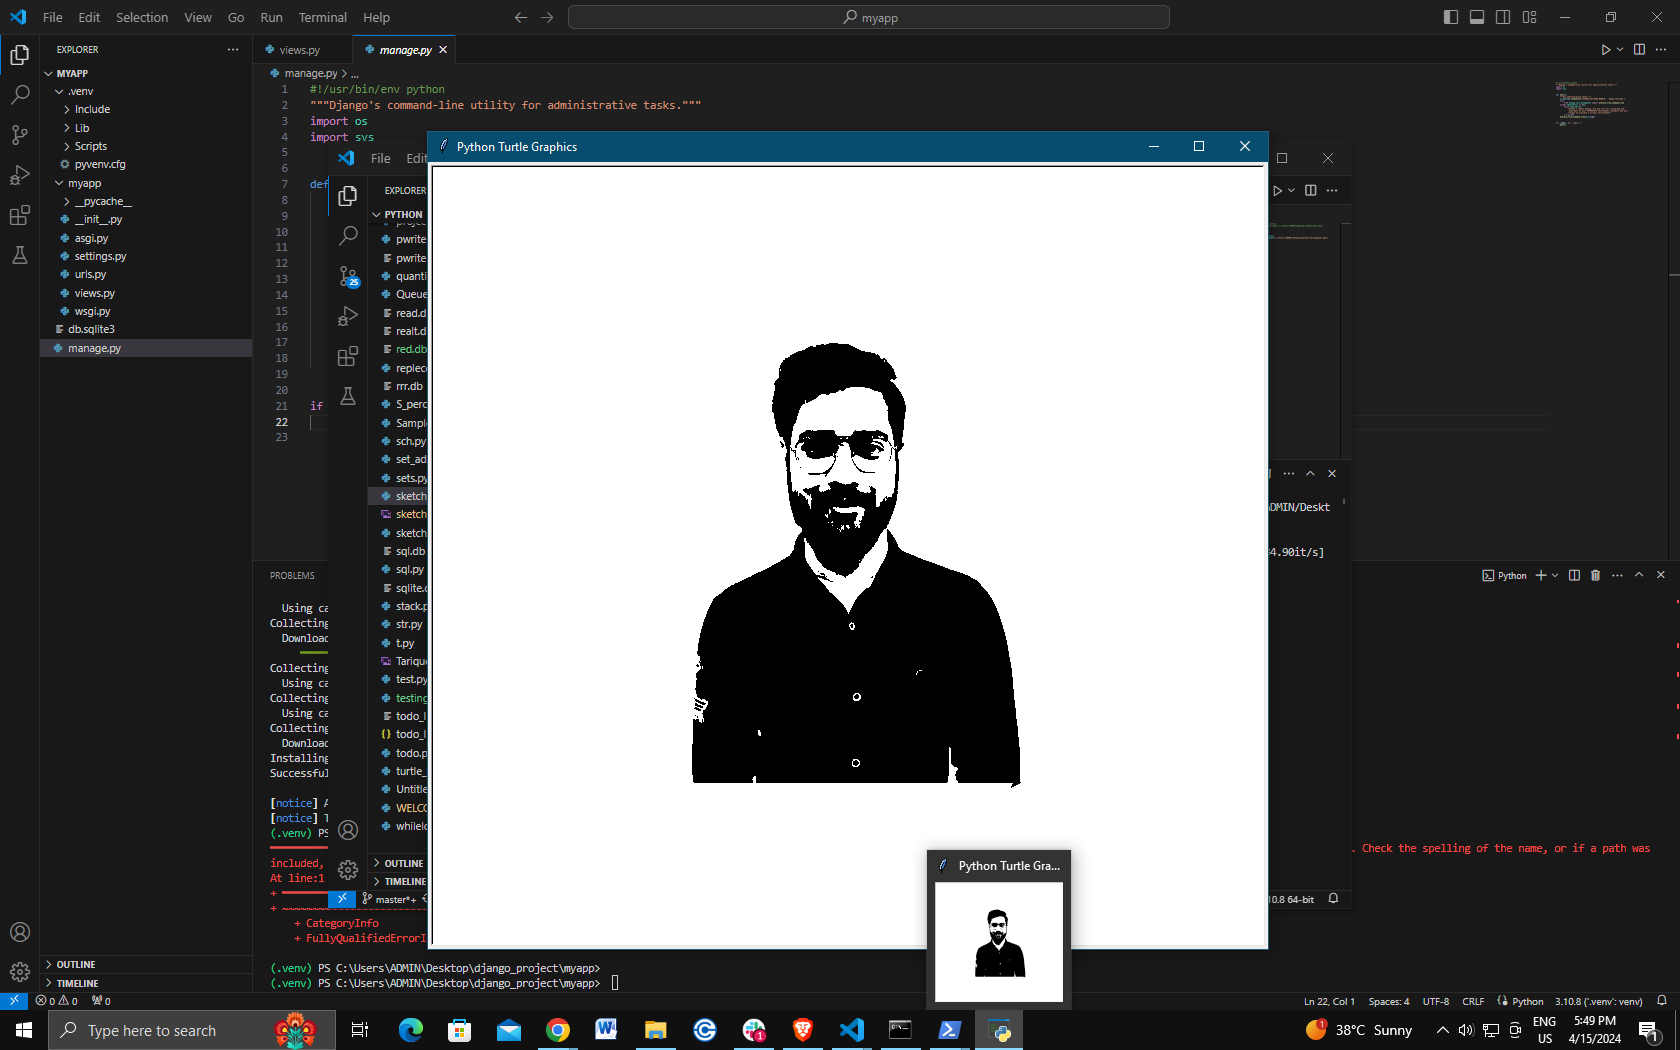 File Edit Selection View Go Run Terminal Help
myapp
EXPLORER
MYAPP
.venv
Include
Lib
Scripts
pyvenv.cfg
myapp
__pycache__
__init__.py
asgi.py
settings.py
urls.py
views.py
wsgi.py
db.sqlite3
manage.py
OUTLINE
TIMELINE
views.py
manage.py
manage.py > ...
1 #!/usr/bin/env python
2 """Django's command-line utility for administrative tasks."""
3 import os
4 import sys
5
6
7 def
8
9
10
11
12
13
14
15
16
17
18
19
20
21 if
22
23
File Edit
EXPLORER
PYTHON
pwrite
pwrite
quanti
Queue
read.d
realt.d
red.db
replec
rrr.db
S_perc
Sampl
sch.py
set_ad
sets.py
sketch
sketch
sketch
sql.db
sql.py
sqlite.
stack.p
str.py
t.py
Tariqu
test.py
testing
todo_l
todo_l
todo.p
turtle_
Untitle
WELCO
whilel
OUTLINE
TIMELINE
25
master*+
Python Turtle Graphics
DMIN/Deskt
4.90it/s]
0.8 64-bit
Python Turtle Gra...
PROBLEMS
Python
Using ca
Collecting
Download
Collecting
Using ca
Collecting
Using ca
Collecting
Download
Installing
Successful
[notice] A
[notice] T
(.venv) PS
included,
. Check the spelling of the name, or if a path was
At line:1
+
+ ~~~~~~~~
+ CategoryInfo
+ FullyQualifiedErrorI
(.venv) PS C:\Users\ADMIN\Desktop\django_project\myapp>
(.venv) PS C:\Users\ADMIN\Desktop\django_project\myapp>
0 0 0
Ln 22, Col 1 Spaces: 4 UTF-8 CRLF Python 3.10.8 ('.venv': venv)
Type here to search
1
1
38°C Sunny
ENG
US
5:49 PM
4/15/2024
1